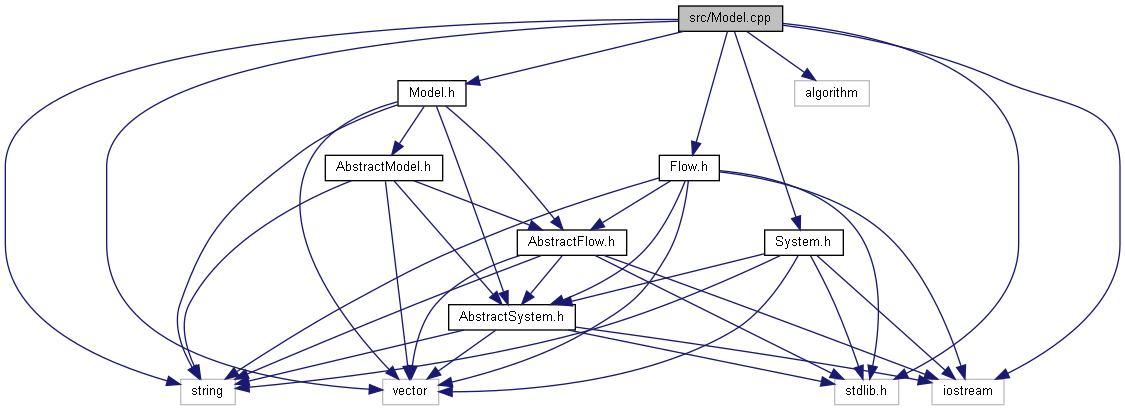 src/Model.cpp
Model.h
algorithm
AbstractModel.h
Flow.h
AbstractFlow.h
System.h
AbstractSystem.h
string
vector
stdlib.h
iostream